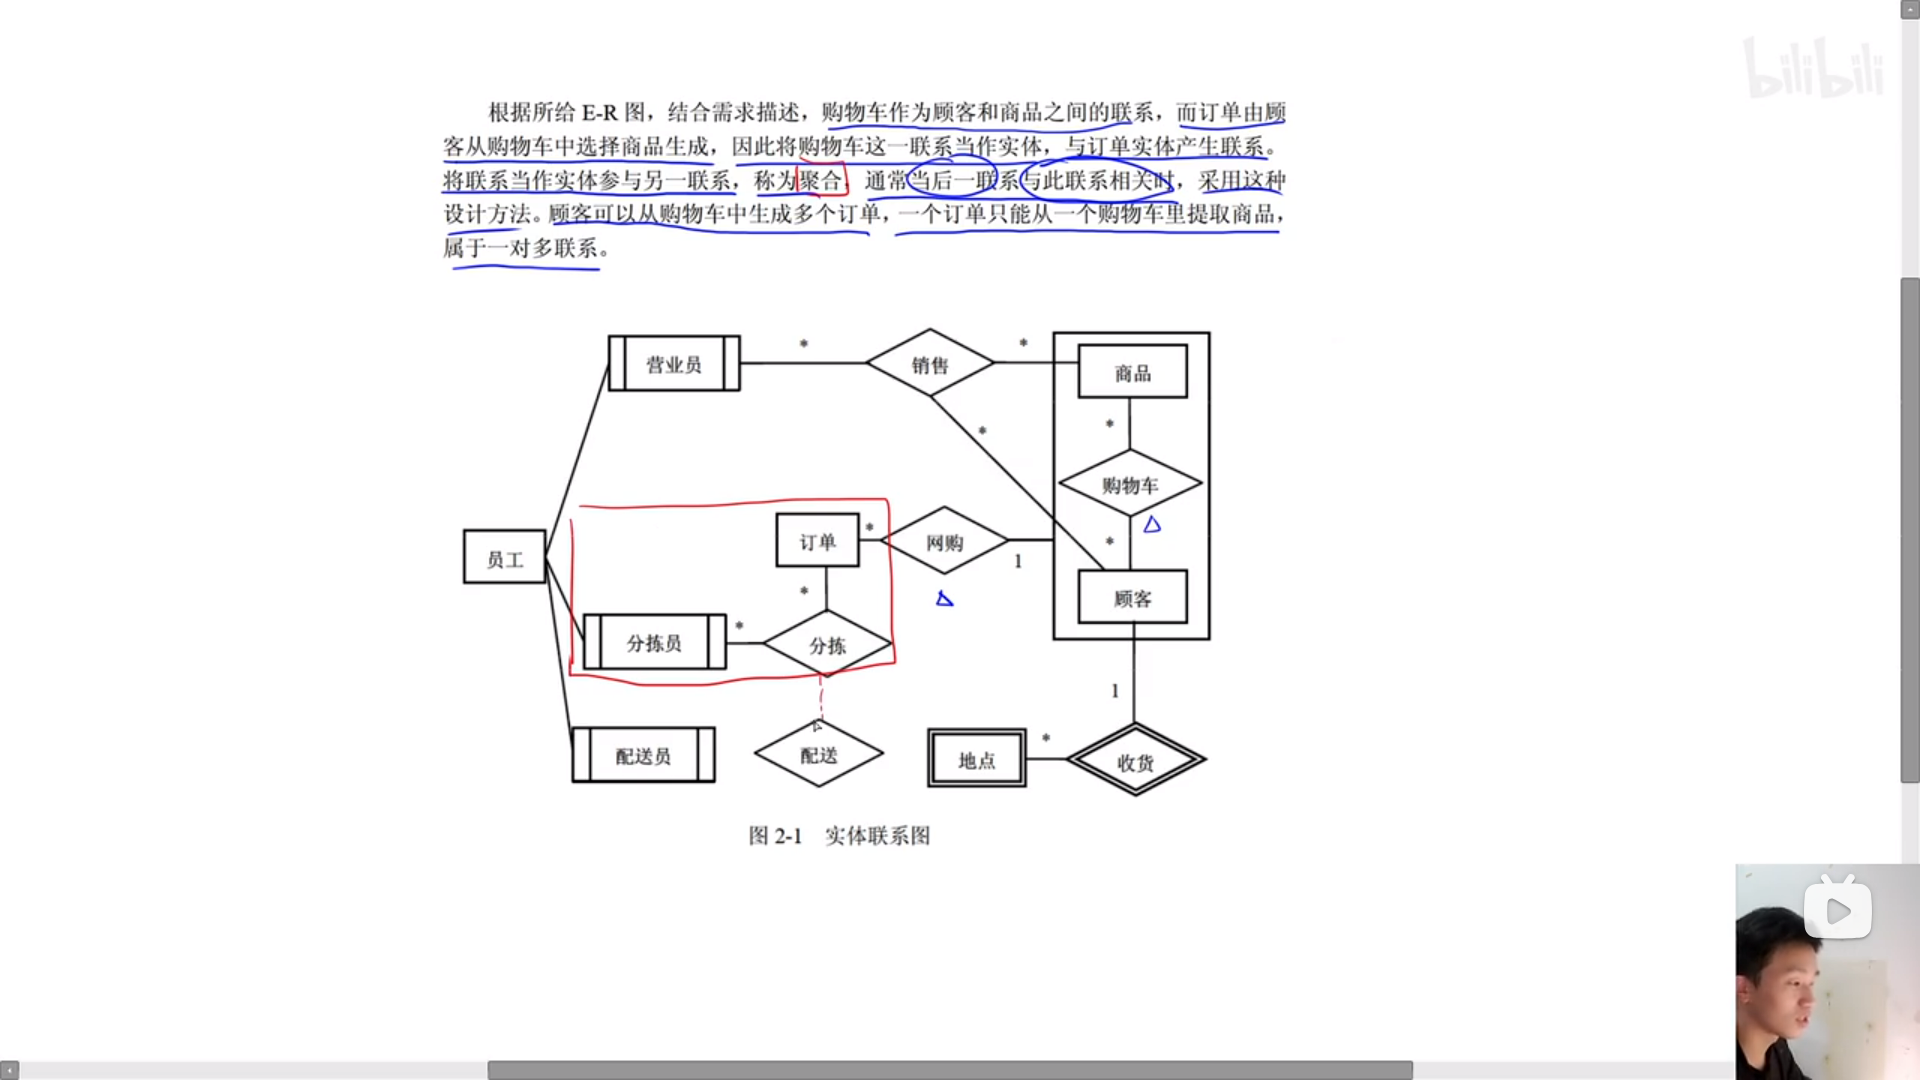 bilibili
根据所给 E-R 图，结合需求描述，购物车作为顾客和商品之间的联系，而订单由顾
客从购物车中选择商品生成，因此将购物车这一联系当作实体，与订单实体产生联系。
将联系当作实体参与另一联系，称为聚合，通常当后一联系与此联系相关时，采用这种
设计方法。顾客可以从购物车中生成多个订单，一个订单只能从一个购物车里提取商品，
属于一对多联系。
营业员
*
销售
*
商品
*
*
购物车
订单
*
网购
1
*
员工
*
顾客
分拣员
*
分拣
1
配送员
配送
地点
*
收货
图 2-1 实体联系图